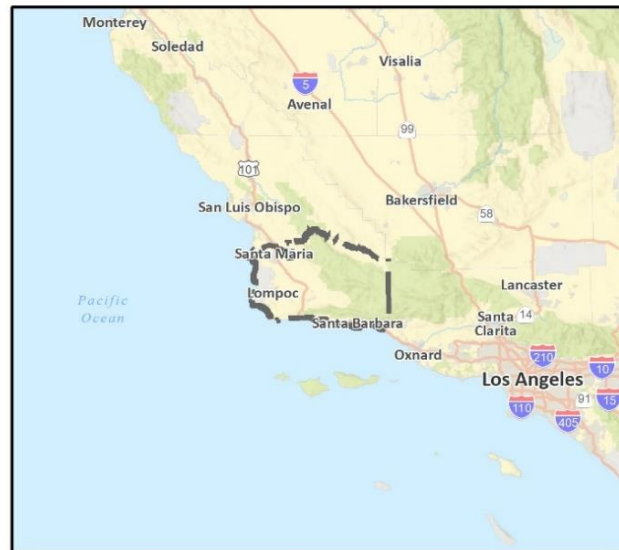 Monterey
Soledad
Visalia
5
Avenal
99
101
San Luis Obispo
Bakersfield
58
Santa Maria
Lompoc
Lancaster
Pacific
Ocean
14
Santa
Clarita
Santa Barbara
Oxnard
210
10
Los Angeles
91
15
110
405